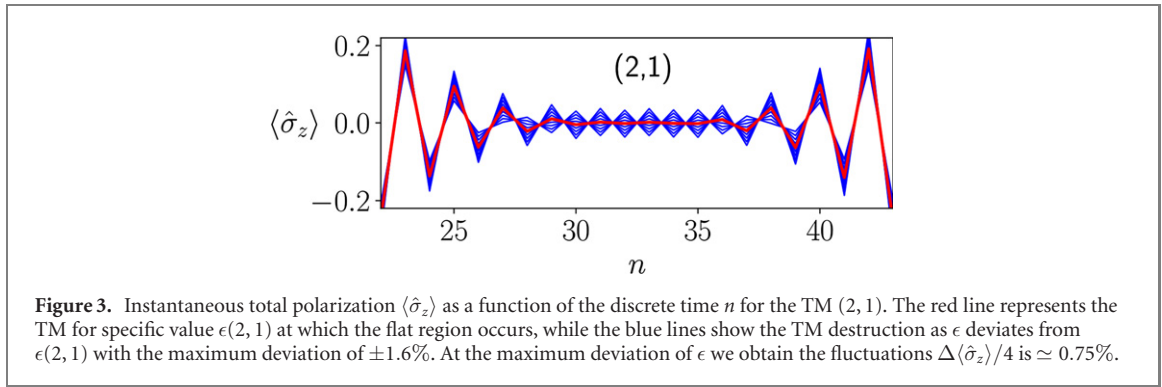 0.2
(2,1)
⟨σ̂_z⟩ 0.0
−0.2
25 30 35 40
n
Figure 3. Instantaneous total polarization ⟨σ̂_z⟩ as a function of the discrete time n for the TM (2, 1). The red line represents the
TM for specific value ϵ(2, 1) at which the flat region occurs, while the blue lines show the TM destruction as ϵ deviates from
ϵ(2, 1) with the maximum deviation of ±1.6%. At the maximum deviation of ϵ we obtain the fluctuations Δ⟨σ̂_z⟩/4 is ≃ 0.75%.